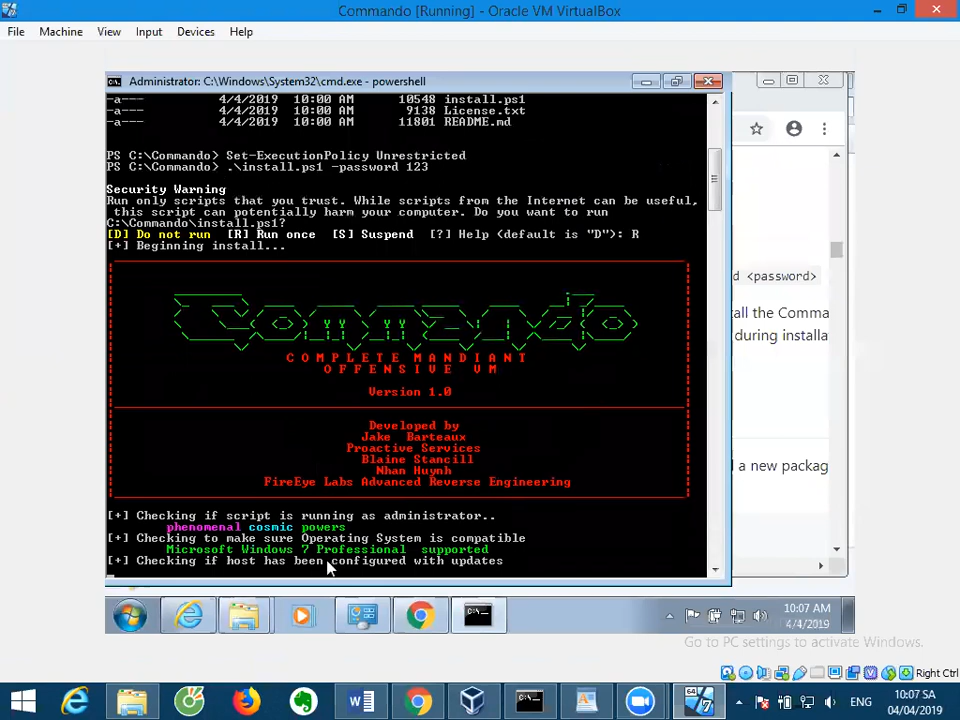 Commando [Running] - Oracle VM VirtualBox
File Machine View Input Devices Help
Administrator: C:\Windows\System32\cmd.exe - powershell
-a--- 4/4/2019 10:00 AM 10548 install.ps1
-a--- 4/4/2019 10:00 AM 9138 License.txt
-a--- 4/4/2019 10:00 AM 11801 README.md
PS C:\Commando> Set-ExecutionPolicy Unrestricted
PS C:\Commando> .\install.ps1 -password 123
Security Warning
Run only scripts that you trust. While scripts from the Internet can be useful,
this script can potentially harm your computer. Do you want to run
C:\Commando\install.ps1?
[D] Do not run [R] Run once [S] Suspend [?] Help (default is "D"): R
[+] Beginning install...
Commando
COMPLETE MANDIANT
OFFENSIVE VM
Version 1.0
Developed by
Jake Barteaux
Proactive Services
Blaine Stancill
Nhan Huynh
FireEye Labs Advanced Reverse Engineering
[+] Checking if script is running as administrator..
phenomenal cosmic powers
[+] Checking to make sure Operating System is compatible
Microsoft Windows 7 Professional supported
[+] Checking if host has been configured with updates
d <password>
all the Comma
during installa
d a new packag
10:07 AM
4/4/2019
Go to PC settings to activate Windows.
Right Ctrl
64
7
ENG
10:07 SA
04/04/2019